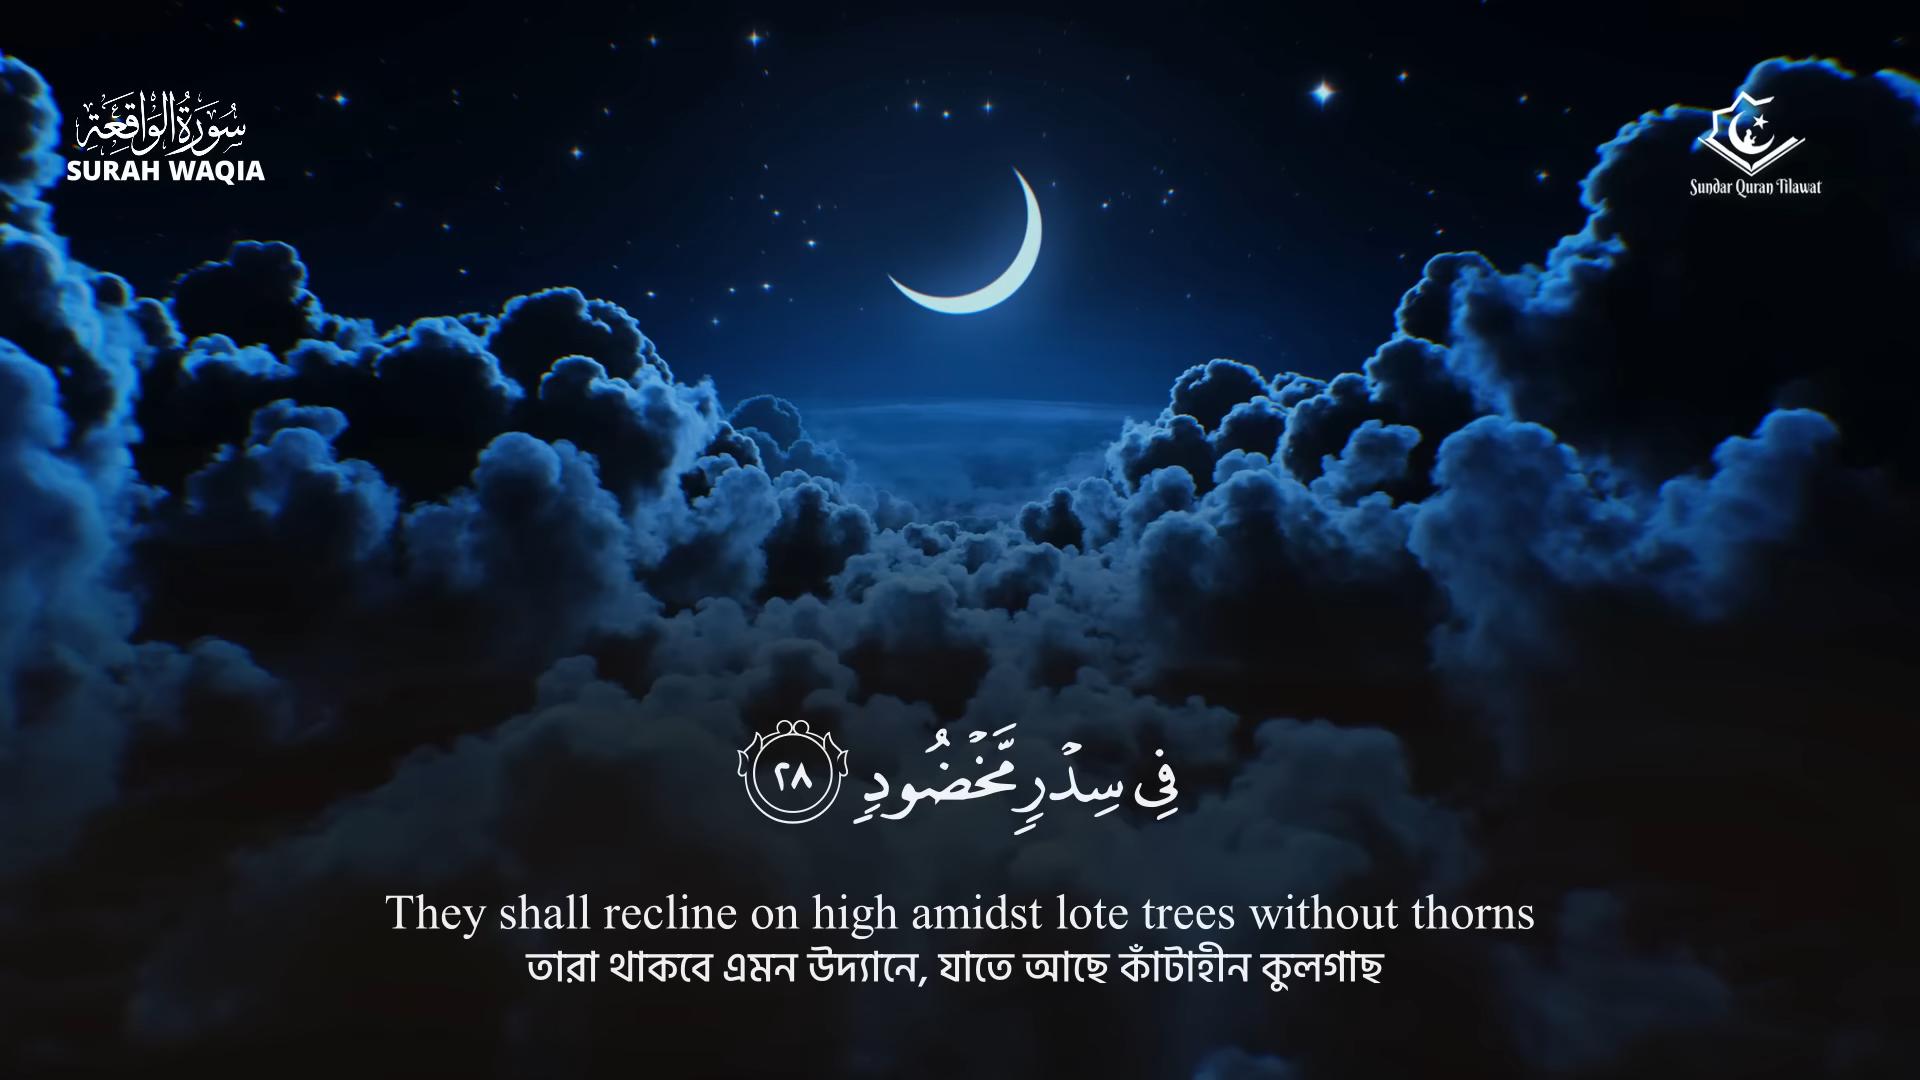 سُورَةُ الْوَاقِعَة
SURAH WAQIA
Sundar Quran Tilawat
فِي سِدْرٍ مَّخْضُودٍ ٢٨
They shall recline on high amidst lote trees without thorns
তারা থাকবে এমন উদ্যানে, যাতে আছে কাঁটাহীন কুলগাছ